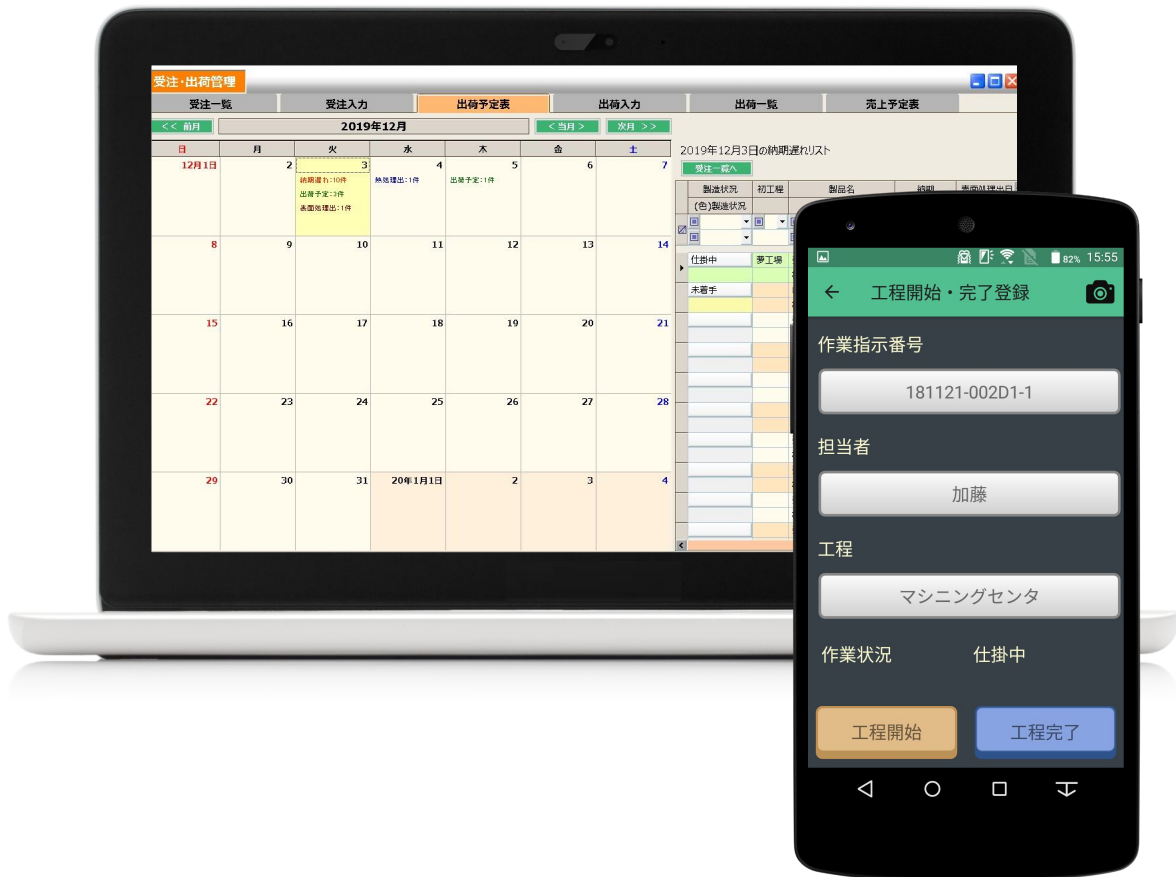 受注・出荷管理
受注一覧 受注入力 出荷予定表 出荷入力 出荷一覧 売上予定表
<< 前月 2019年12月 <当月> 次月 >>
日 月 火 水 木 金 土
12月1日 2 3 4 5 6 7
納期遅れ:10件 熱処理出:1件 出荷予定:1件
出荷予定:3件
表面処理出:1件
8 9 10 11 12 13 14
15 16 17 18 19 20 21
22 23 24 25 26 27 28
29 30 31 20年1月1日 2 3 4
2019年12月3日の納期遅れリスト
受注一覧へ
製造状況 初工程 製品名 納期 表面処理出日
(色)製造状況
仕掛中 夢工場
未着手
82% 15:55
← 工程開始・完了登録
作業指示番号
181121-002D1-1
担当者
加藤
工程
マシニングセンタ
作業状況 仕掛中
工程開始 工程完了